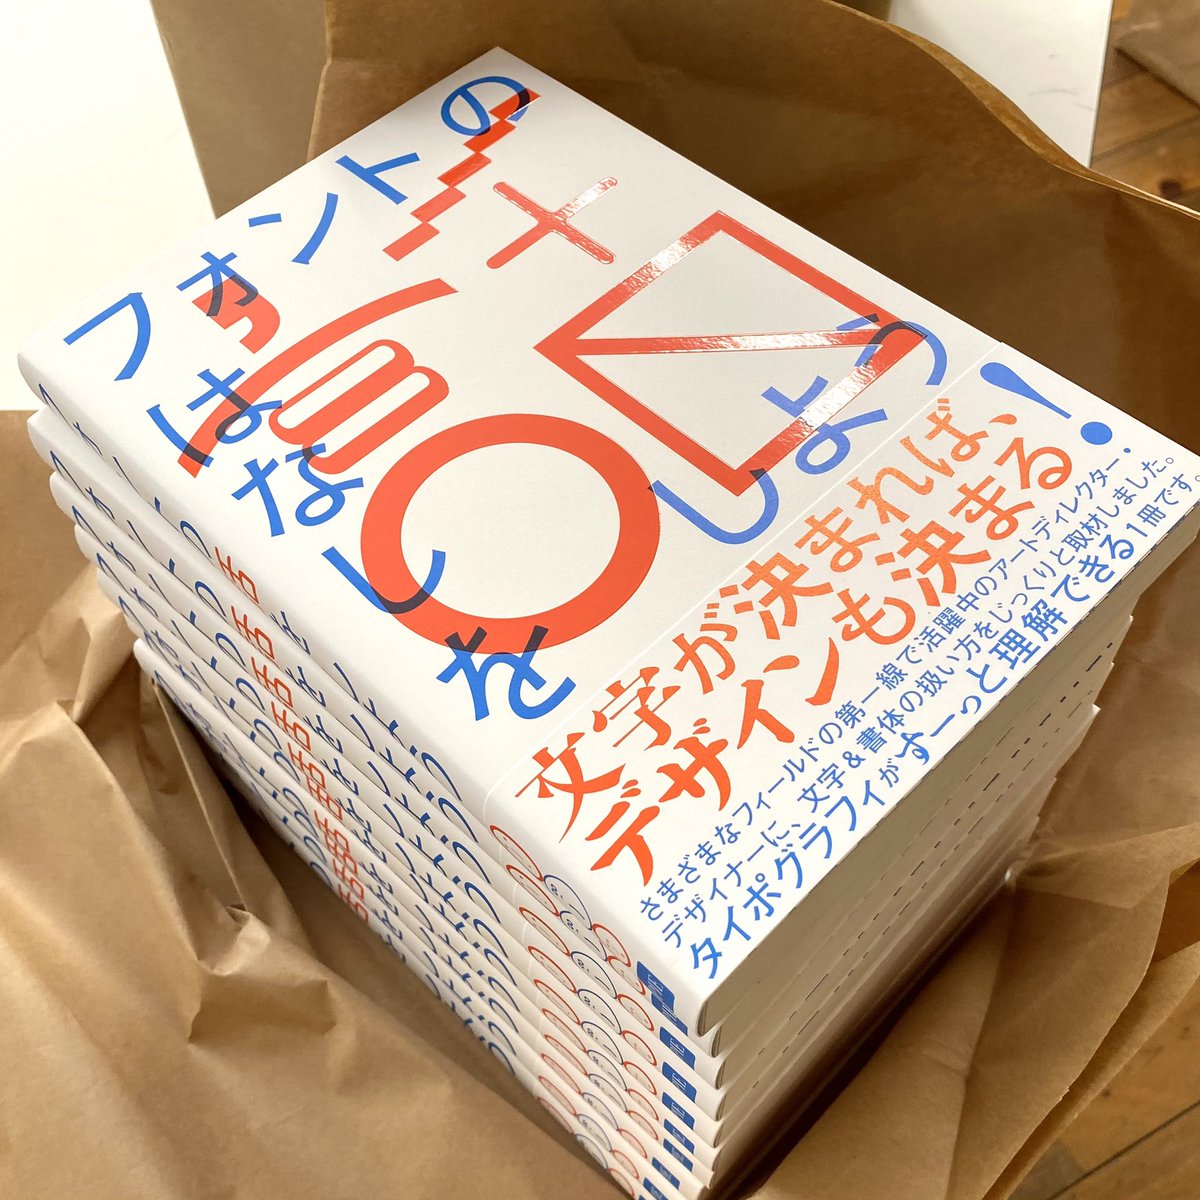 フォントの
はなしを
しよう
話
文字が決まれば、
デザインも決まる！
さまざまなフィールドの第一線で活躍中のアートディレクター・
デザイナーに、文字&書体の扱い方をじっくりと取材しました。
タイポグラフィがすーっと理解できる1冊です。